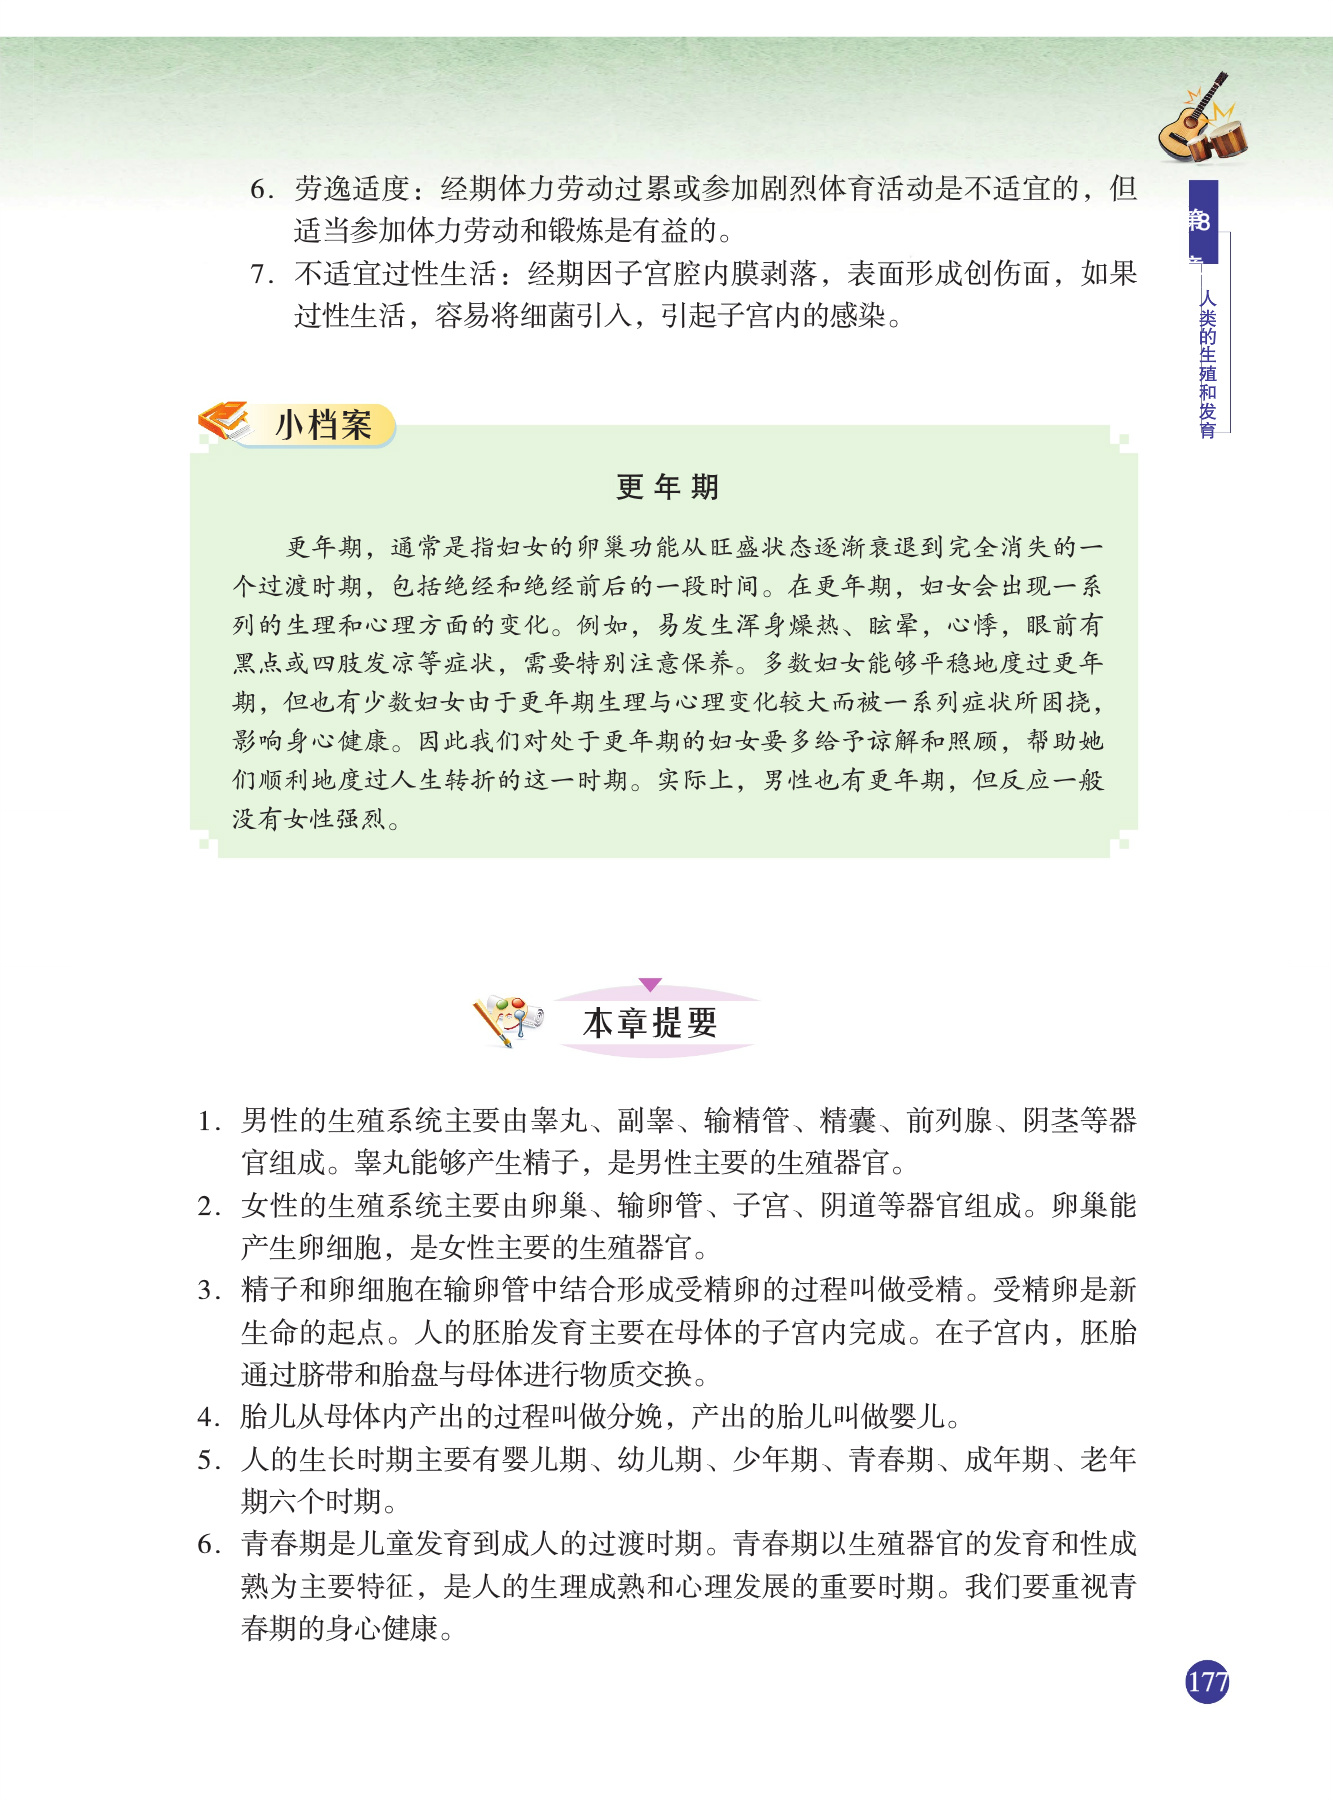 6. 劳逸适度：经期体力劳动过累或参加剧烈体育活动是不适宜的，但
适当参加体力劳动和锻炼是有益的。
7. 不适宜过性生活：经期因子宫腔内膜剥落，表面形成创伤面，如果
过性生活，容易将细菌引入，引起子宫内的感染。
第8章
人类的生殖和发育
小档案
更年期
更年期，通常是指妇女的卵巢功能从旺盛状态逐渐衰退到完全消失的一
个过渡时期，包括绝经和绝经前后的一段时间。在更年期，妇女会出现一系
列的生理和心理方面的变化。例如，易发生浑身燥热、眩晕，心悸，眼前有
黑点或四肢发凉等症状，需要特别注意保养。多数妇女能够平稳地度过更年
期，但也有少数妇女由于更年期生理与心理变化较大而被一系列症状所困挠，
影响身心健康。因此我们对处于更年期的妇女要多给予谅解和照顾，帮助她
们顺利地度过人生转折的这一时期。实际上，男性也有更年期，但反应一般
没有女性强烈。
本章提要
1. 男性的生殖系统主要由睾丸、副睾、输精管、精囊、前列腺、阴茎等器
官组成。睾丸能够产生精子，是男性主要的生殖器官。
2. 女性的生殖系统主要由卵巢、输卵管、子宫、阴道等器官组成。卵巢能
产生卵细胞，是女性主要的生殖器官。
3. 精子和卵细胞在输卵管中结合形成受精卵的过程叫做受精。受精卵是新
生命的起点。人的胚胎发育主要在母体的子宫内完成。在子宫内，胚胎
通过脐带和胎盘与母体进行物质交换。
4. 胎儿从母体内产出的过程叫做分娩，产出的胎儿叫做婴儿。
5. 人的生长时期主要有婴儿期、幼儿期、少年期、青春期、成年期、老年
期六个时期。
6. 青春期是儿童发育到成人的过渡时期。青春期以生殖器官的发育和性成
熟为主要特征，是人的生理成熟和心理发展的重要时期。我们要重视青
春期的身心健康。
177